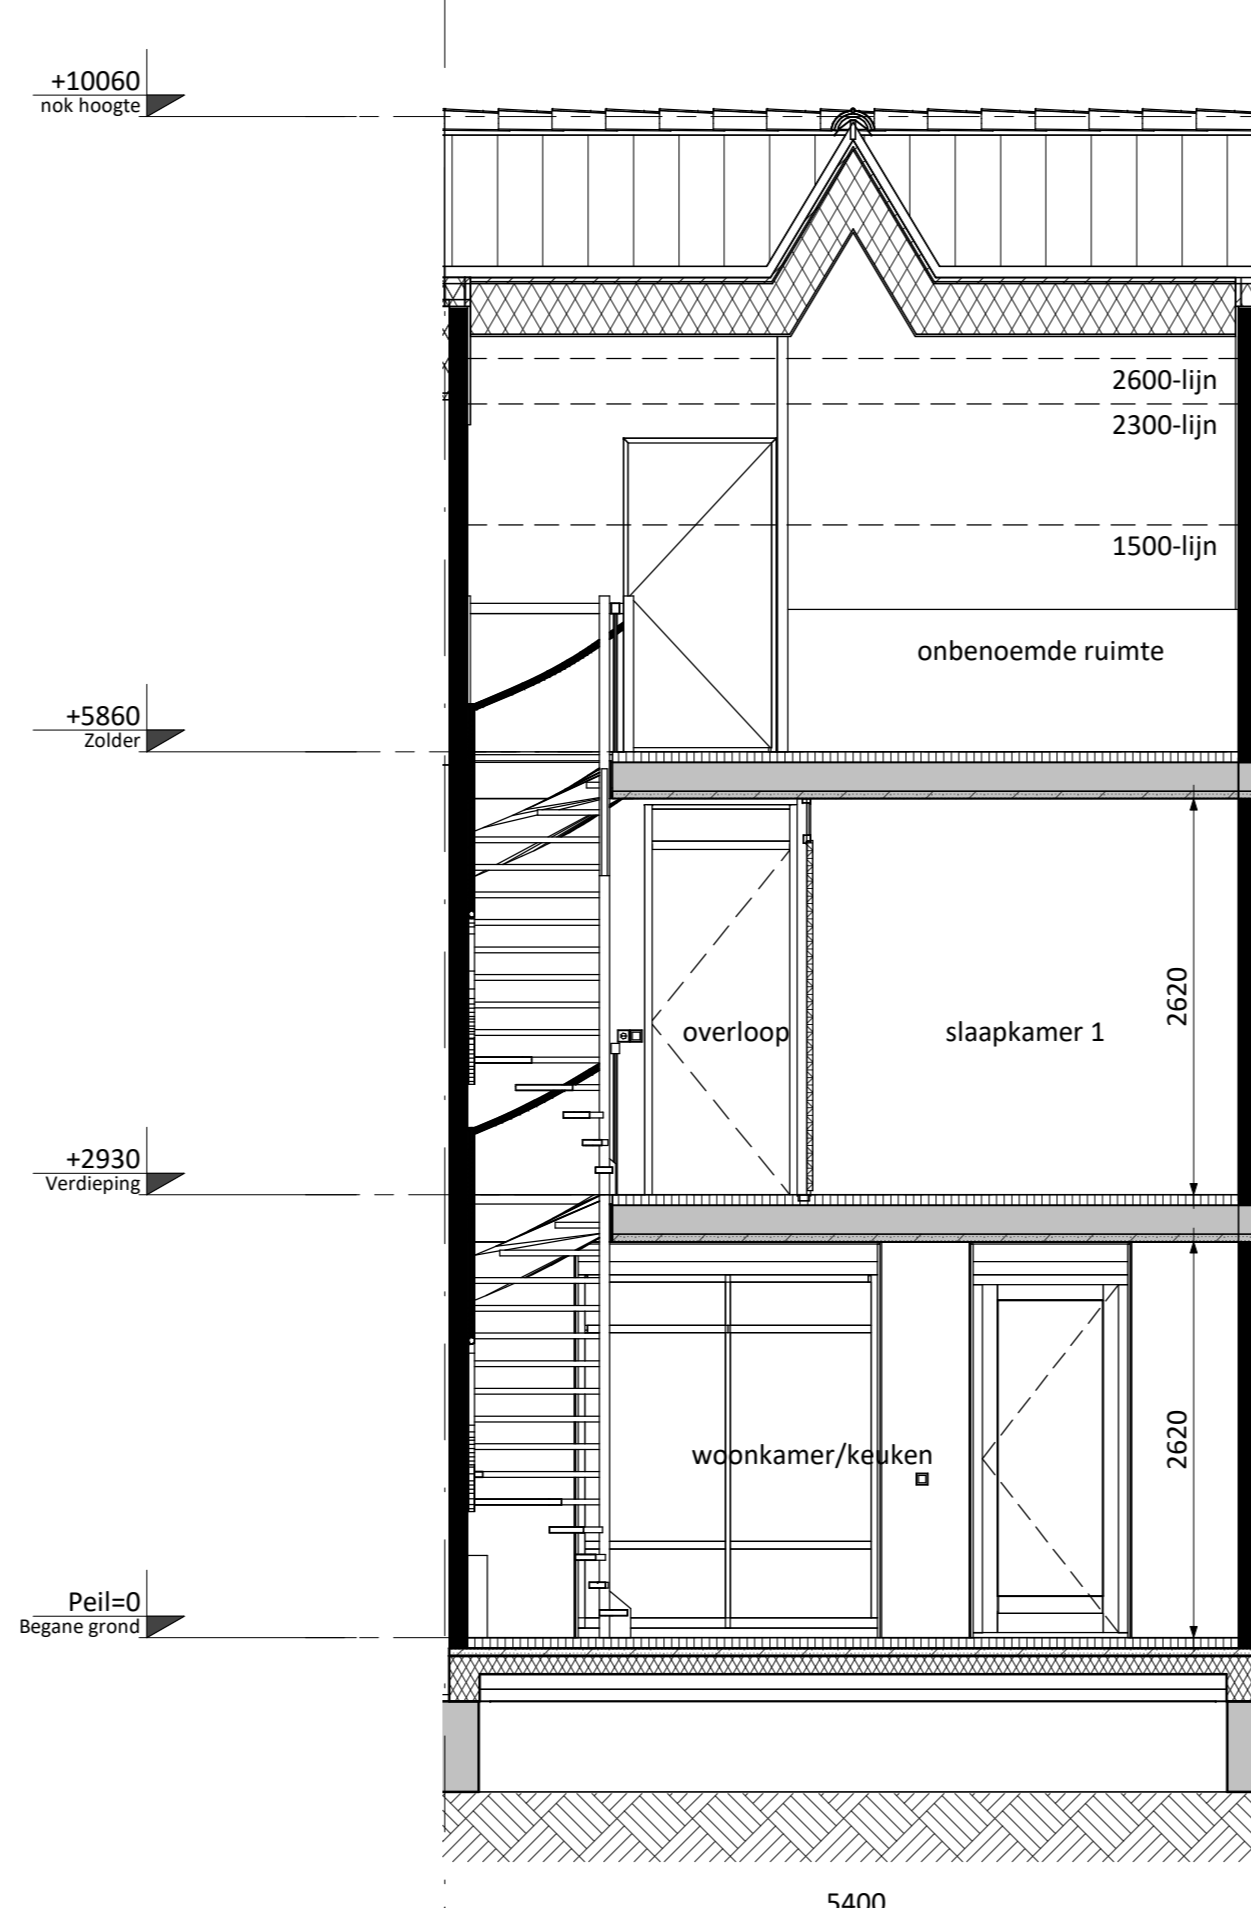 +10060
nok hoogte
2600-lijn
2300-lijn
1500-lijn
onbenoemde ruimte
+5860
Zolder
2620
overloop
slaapkamer 1
+2930
Verdieping
2620
woonkamer/keuken
Peil=0
Begane grond
5400